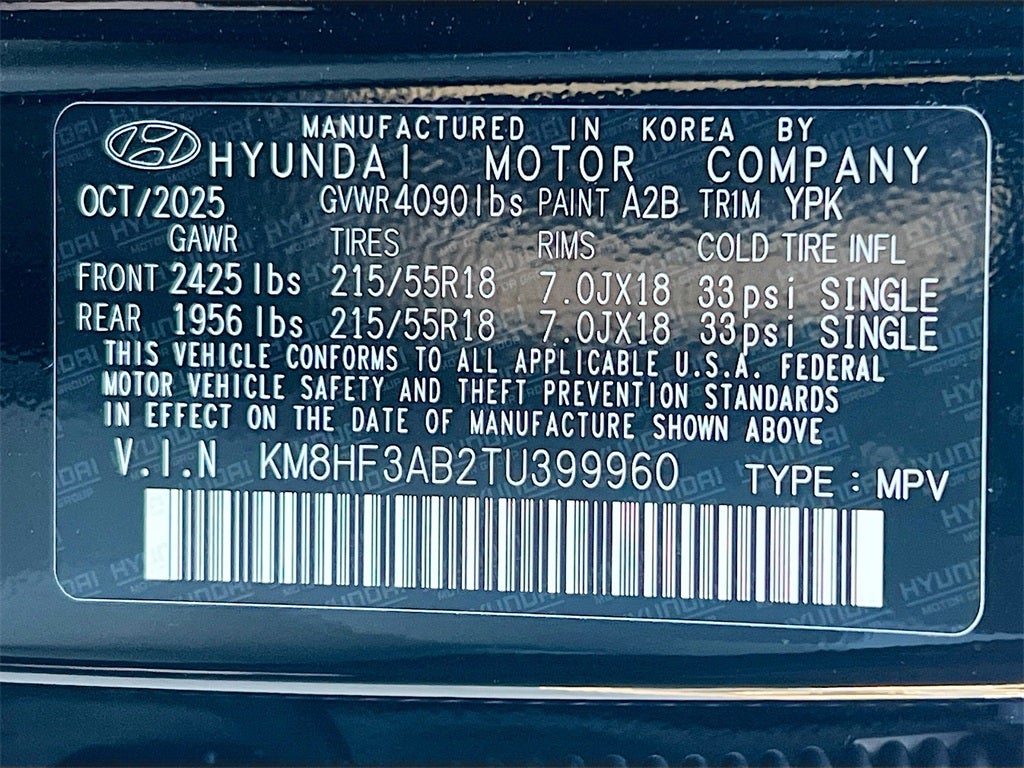 MANUFACTURED IN KOREA BY
HYUNDAI MOTOR COMPANY
OCT/2025 GVWR 4090lbs PAINT A2B TRIM YPK
GAWR TIRES RIMS COLD TIRE INFL
FRONT 2425 lbs 215/55R18 7.0JX18 33psi SINGLE
REAR 1956 lbs 215/55R18 7.0JX18 33psi SINGLE
THIS VEHICLE CONFORMS TO ALL APPLICABLE U.S.A. FEDERAL
MOTOR VEHICLE SAFETY AND THEFT PREVENTION STANDARDS
IN EFFECT ON THE DATE OF MANUFACTURE SHOWN ABOVE
V.I.N KM8HF3AB2TU399960 TYPE : MPV